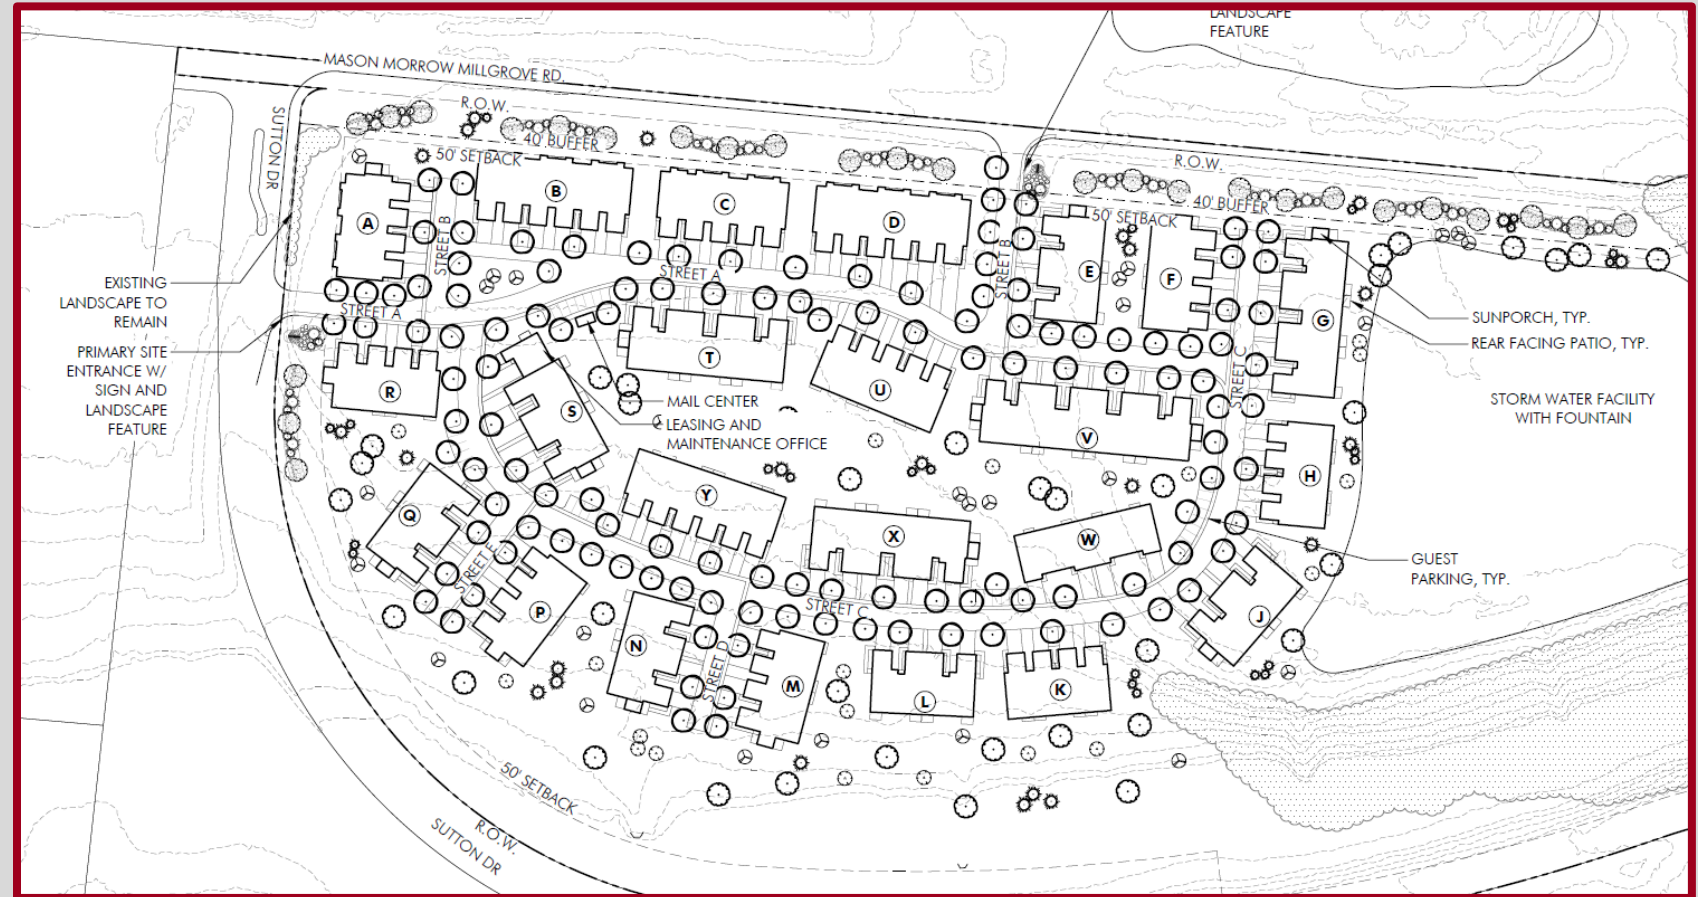 LANDSCAPE
FEATURE
MASON MORROW MILLGROVE RD.
R.O.W.
40' BUFFER
50' SETBACK
SUTTON DR
R.O.W.
40' BUFFER
50' SETBACK
A
B
C
D
E
F
G
STREET B
STREET B
STREET A
STREET A
STREET C
EXISTING
LANDSCAPE TO
REMAIN
PRIMARY SITE
ENTRANCE W/
SIGN AND
LANDSCAPE
FEATURE
SUNPORCH, TYP.
REAR FACING PATIO, TYP.
STORM WATER FACILITY
WITH FOUNTAIN
R
S
T
U
V
H
MAIL CENTER
LEASING AND
MAINTENANCE OFFICE
Q
Y
X
W
GUEST
PARKING, TYP.
STREET E
P
N
M
L
K
J
STREET C
STREET D
50' SETBACK
R.O.W.
SUTTON DR